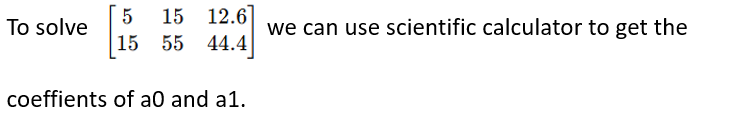 To solve [5 15 12.6
15 55 44.4] we can use scientific calculator to get the
coeffients of a0 and a1.